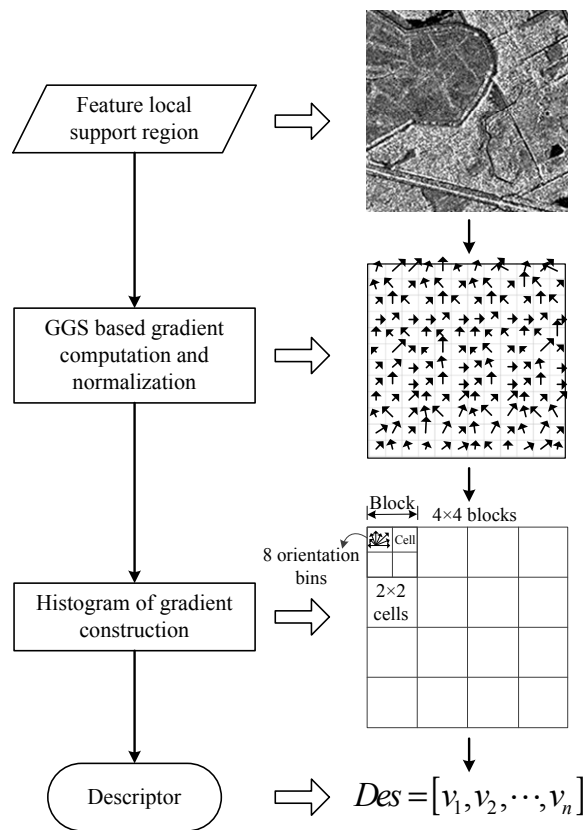 Feature local
support region
GGS based gradient
computation and
normalization
Block
4×4 blocks
Cell
8 orientation
bins
2×2
cells
Histogram of gradient
construction
Descriptor
Des = [v₁, v₂, ⋯, vₙ]